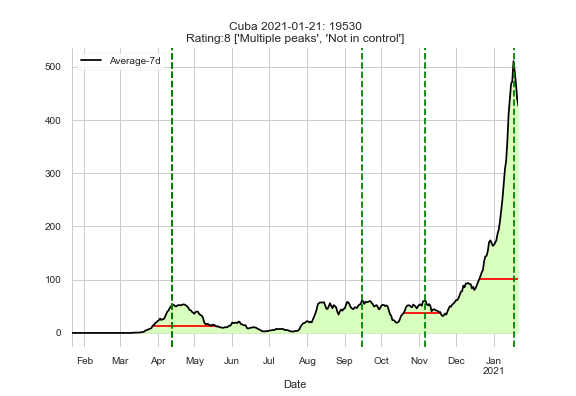 Cuba 2021-01-21: 19530
Rating:8 ['Multiple peaks', 'Not in control']
Average-7d
500
400
300
200
100
0
Feb Mar Apr May Jun Jul Aug Sep Oct Nov Dec Jan
2021
Date